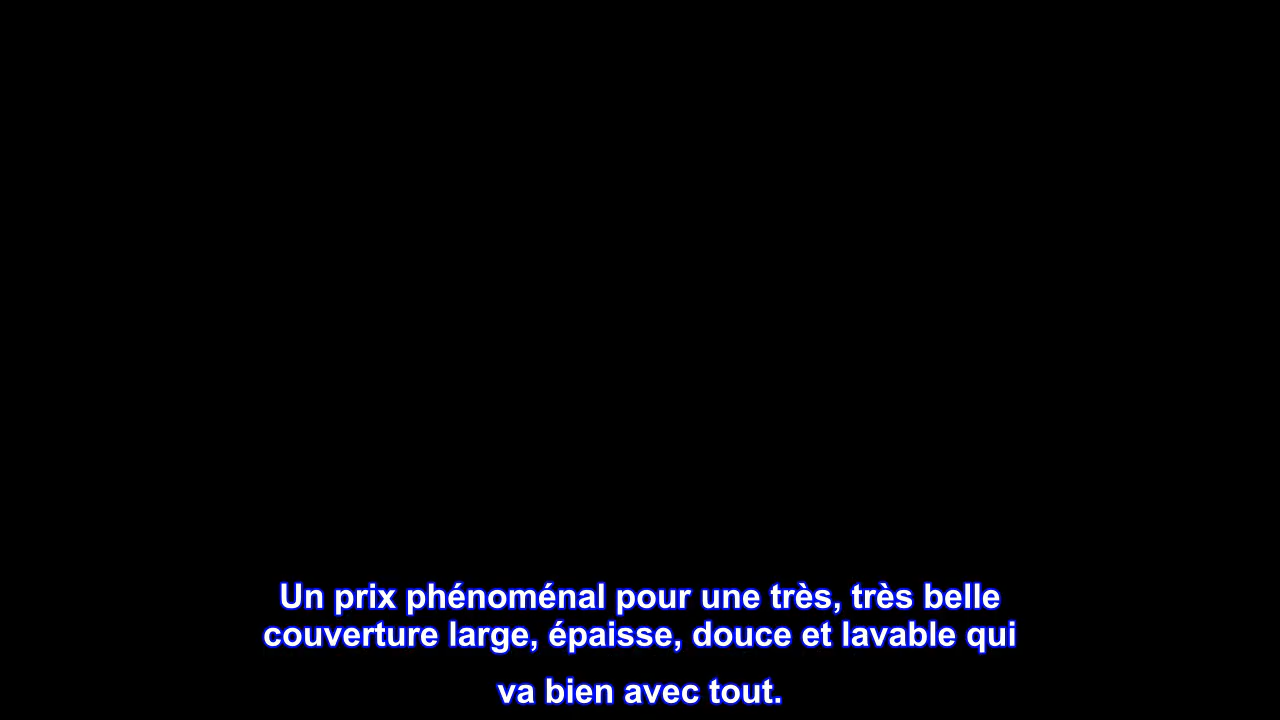 Un prix phénoménal pour une très, très belle
couverture large, épaisse, douce et lavable qui
va bien avec tout.